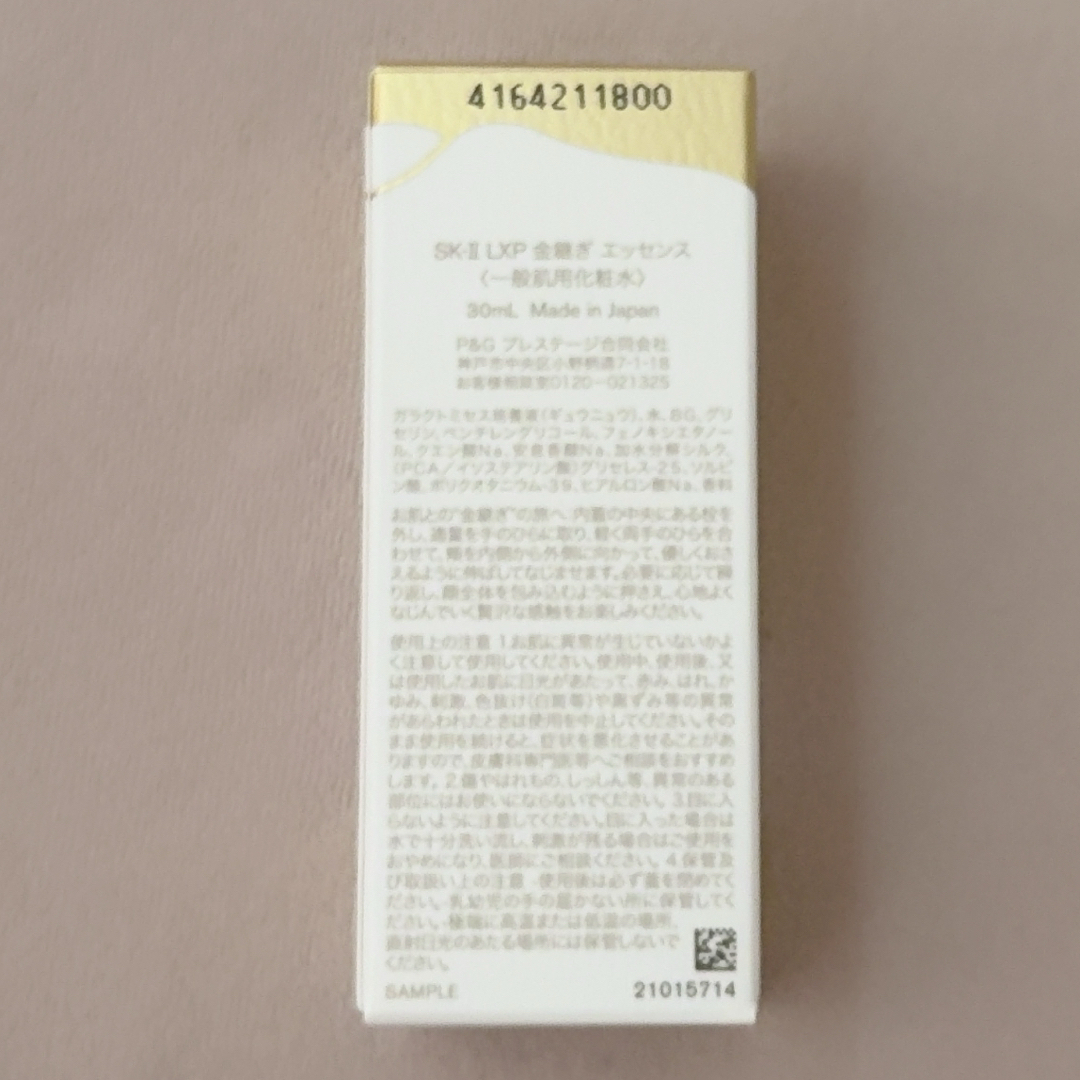 4164211800
SK-II LXP 金継ぎ エッセンス
〈一般肌用化粧水〉
30mL Made in Japan
P&G プレステージ合同会社
神戸市中央区小野柄通7-1-18
お客様相談室0120-021325
ガラクトミセス培養液(ギュウニュウ)、水、BG、グリ
セリン、ペンチレングリコール、フェノキシエタノー
ル、クエン酸Na、安息香酸Na、加水分解シルク、
(PCA/イソステアリン酸)グリセレス-25、ソルビ
ン酸、ポリクオタニウム-39、ヒアルロン酸Na、香料
お肌との“金継ぎ”の旅へ 内蓋の中央にある栓を
外し、適量を手のひらに取り、軽く両手のひらを合
わせて、頬を内側から外側に向かって、優しくおさ
えるように伸ばしてなじませます。必要に応じて繰
り返し、顔全体を包み込むように押さえ、心地よく
なじんでいく贅沢な感触をお楽しみください。
使用上の注意 1.お肌に異常が生じていないかよ
く注意して使用してください。使用中、使用後、又
は使用したお肌に日光があたって、赤み、はれ、か
ゆみ、刺激、色抜け(白斑等)や黒ずみ等の異常
があらわれたときは使用を中止してください。その
まま使用を続けると、症状を悪化させることがあ
りますので、皮膚科専門医等へご相談をおすすめ
します。 2.傷やはれもの、しっしん等、異常のある
部位にはお使いにならないでください。 3.目に入
らないように注意してください。目に入った場合は
水で十分洗い流し、刺激が残る場合はご使用を
おやめになり、医師にご相談ください。 4.保管及
び取扱い上の注意 -使用後は必ず蓋を閉めてく
ださい。-乳幼児の手の届かない所に保管してく
ださい。-極端に高温または低温の場所、
直射日光のあたる場所には保管しないで
ください。
SAMPLE
21015714